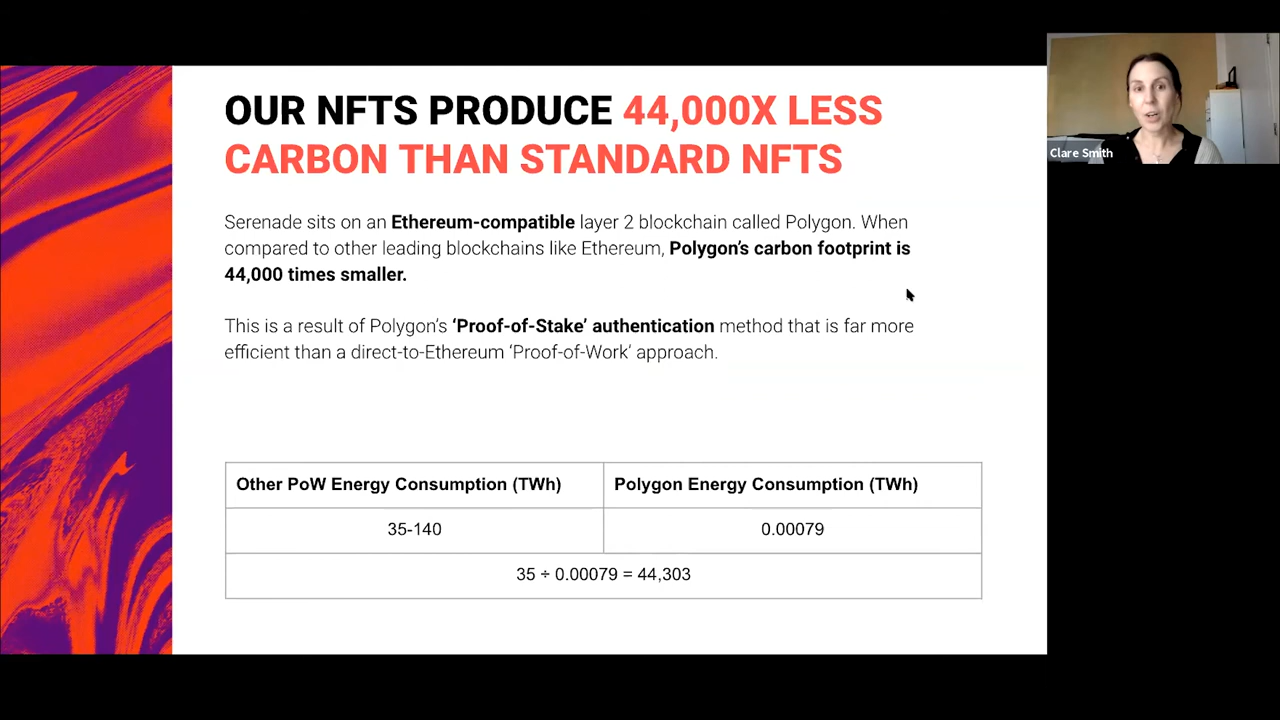 OUR NFTS PRODUCE 44,000X LESS
CARBON THAN STANDARD NFTS
Serenade sits on an Ethereum-compatible layer 2 blockchain called Polygon. When
compared to other leading blockchains like Ethereum, Polygon's carbon footprint is
44,000 times smaller.
This is a result of Polygon's ‘Proof-of-Stake’ authentication method that is far more
efficient than a direct-to-Ethereum ‘Proof-of-Work’ approach.
Other PoW Energy Consumption (TWh)
Polygon Energy Consumption (TWh)
35-140
0.00079
35 ÷ 0.00079 = 44,303
Clare Smith